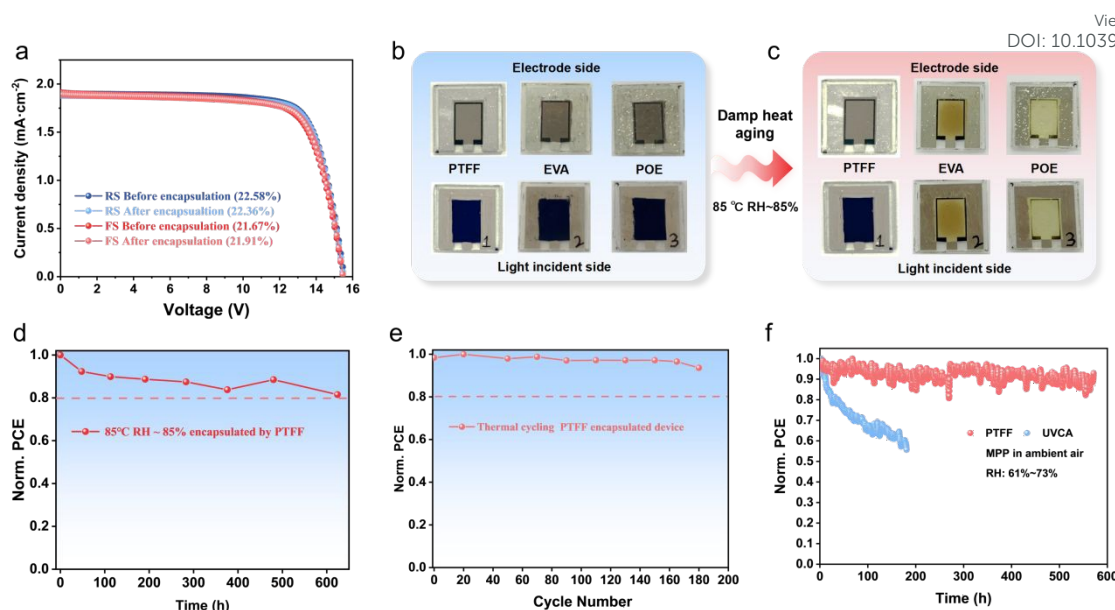 Vie
DOI: 10.1039
a
Current density (mA·cm⁻²)
2.0
1.5
1.0
0.5
0.0
RS Before encapsulation (22.58%)
RS After encapsualtion (22.36%)
FS Before encapsulation (21.67%)
FS After encapsulation (21.91%)
0 2 4 6 8 10 12 14 16
Voltage (V)
b
Electrode side
PTFF EVA POE
1 2 3
Light incident side
Damp heat
aging
85 °C RH~85%
c
Electrode side
PTFF EVA POE
1 2 3
Light incident side
d
Norm. PCE
1.0
0.8
0.6
0.4
0.2
0.0
85°C RH ~ 85% encapsulated by PTFF
0 100 200 300 400 500 600
Time (h)
e
Norm. PCE
1.0
0.8
0.6
0.4
0.2
0.0
Thermal cycling PTFF encapsulated device
0 20 40 60 80 100 120 140 160 180 200
Cycle Number
f
Norm. PCE
1.0
0.9
0.8
0.7
0.6
0.5
0.4
0.3
0.2
0.1
0.0
PTFF UVCA
MPP in ambient air
RH: 61%~73%
0 100 200 300 400 500 600
Time (h)